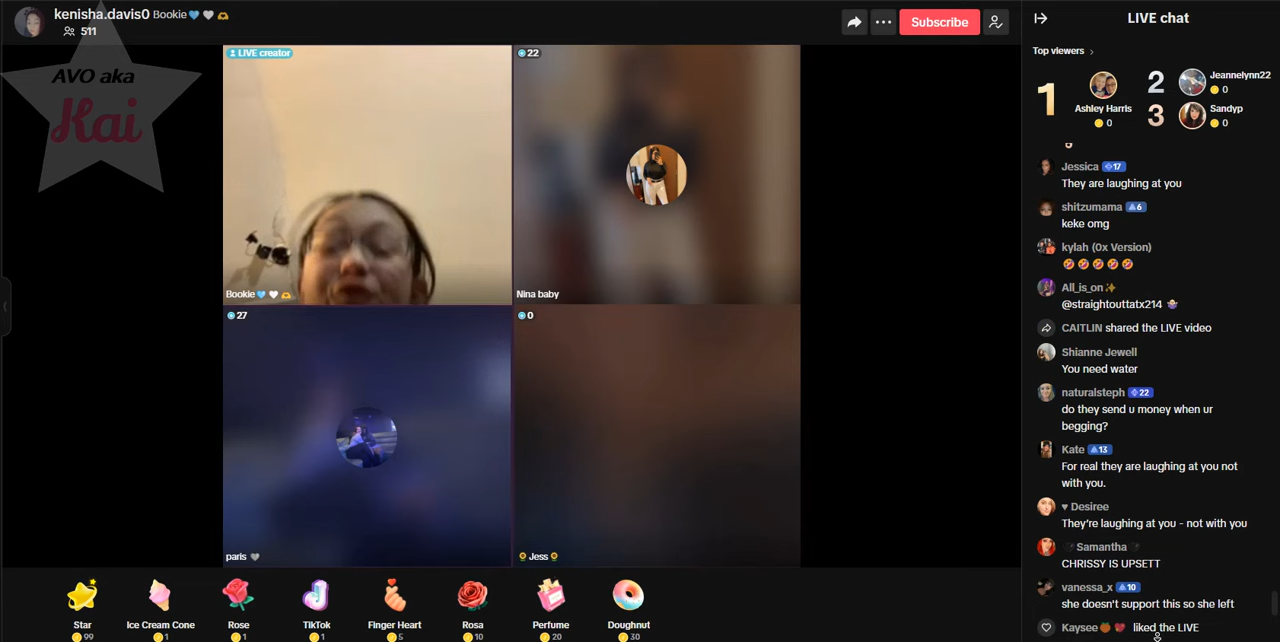 kenisha.davis0 Bookie🩵🤍🫶
511
AVO aka
Kai
Subscribe
LIVE chat
Top viewers >
1
Ashley Harris
0
2
Jeannelynn22
0
3
Sandyp
0
LIVE creator
22
Bookie🩵🤍🫶
Nina baby
27
0
paris 🩶
🌻 Jess 🌻
Jessica 17
They are laughing at you
shitzumama 6
keke omg
kylah (0x Version)
🤣🤣🤣🤣🤣
All_is_on✨
@straightouttatx214 🤷🏼‍♀️
CAITLIN shared the LIVE video
Shianne Jewell
You need water
naturalsteph 22
do they send u money when ur
begging?
Kate 13
For real they are laughing at you not
with you.
♥ Desiree
They're laughing at you - not with you
Samantha
CHRISSY IS UPSETT
vanessa_x 10
she doesn't support this so she left
Kaysee liked the LIVE
Star
99
Ice Cream Cone
1
Rose
1
TikTok
1
Finger Heart
5
Rosa
10
Perfume
20
Doughnut
30